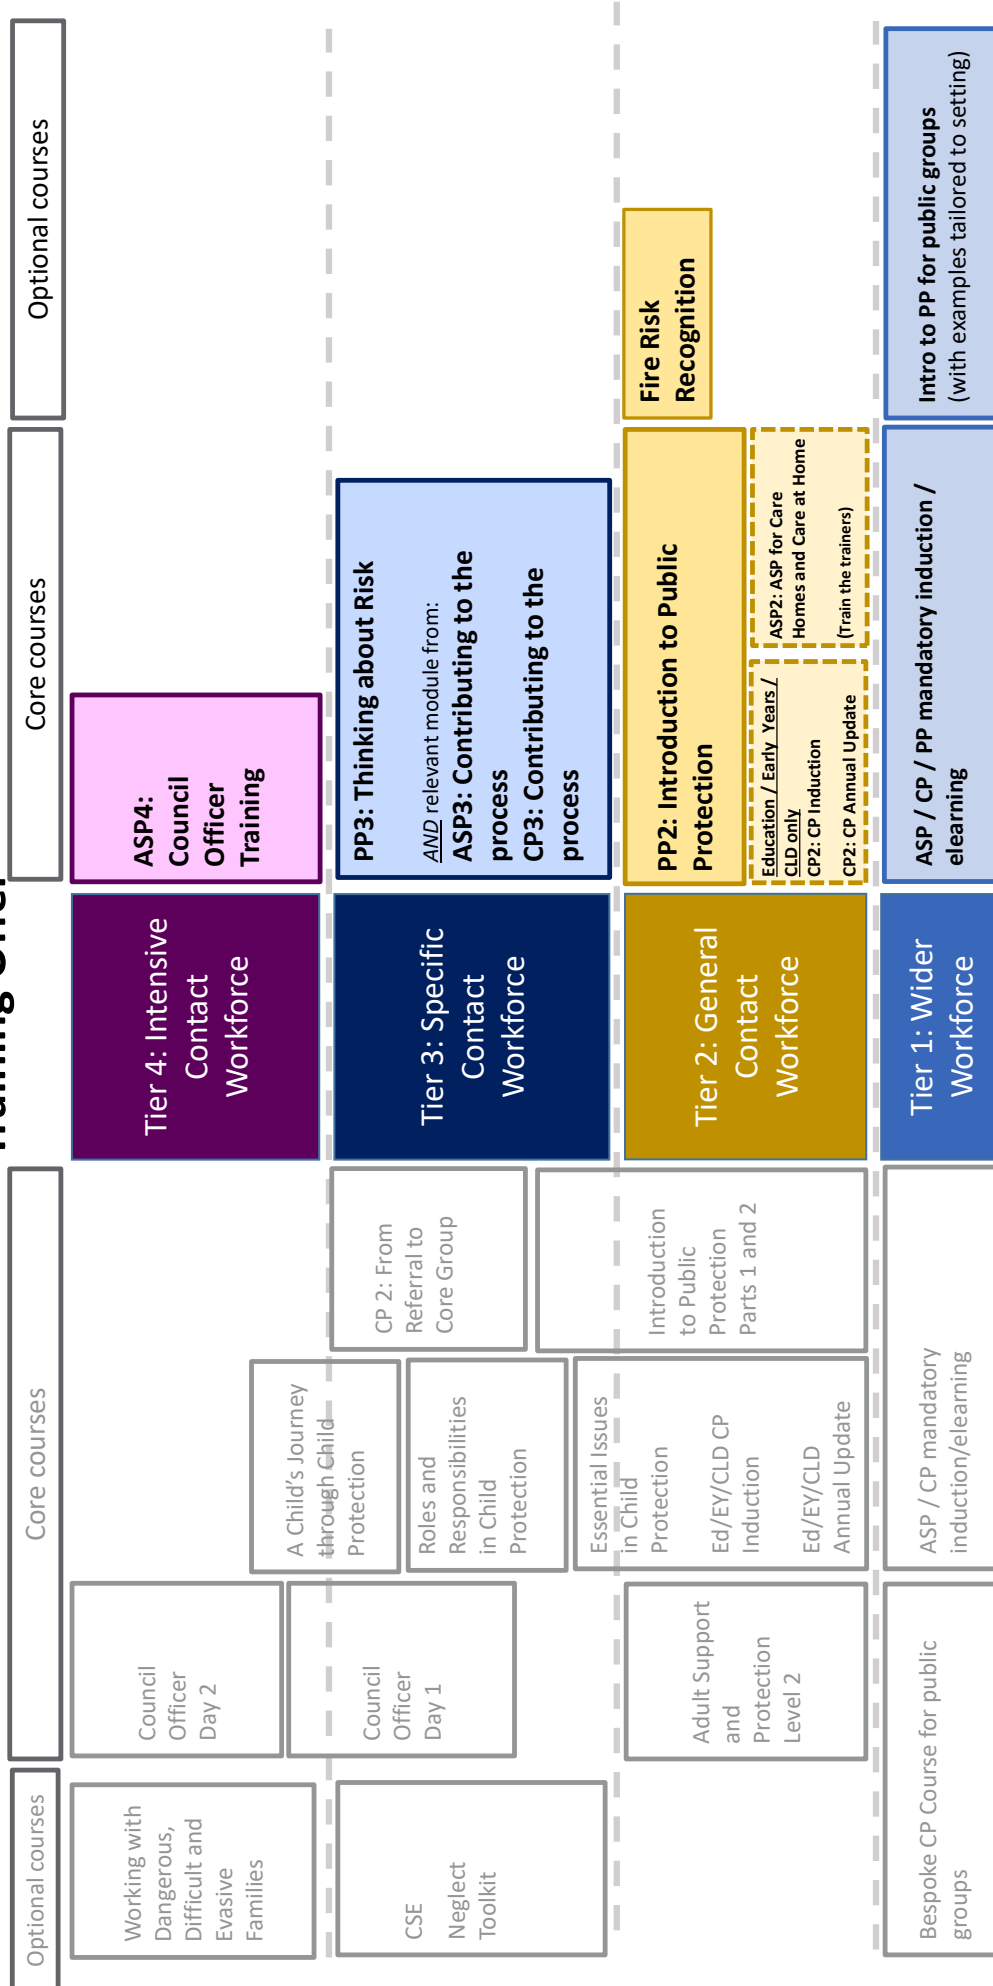 Training Offer
Optional courses
Core courses
Core courses
Optional courses
Working with
Dangerous,
Difficult and
Evasive
Families
Council
Officer
Day 2
A Child's Journey
through Child
Protection
Tier 4: Intensive
Contact
Workforce
ASP4:
Council
Officer
Training
CSE
Neglect
Toolkit
Council
Officer
Day 1
Roles and
Responsibilities
in Child
Protection
CP 2: From
Referral to
Core Group
Tier 3: Specific
Contact
Workforce
PP3: Thinking about Risk
AND relevant module from:
ASP3: Contributing to the
process
CP3: Contributing to the
process
Adult Support
and
Protection
Level 2
Essential Issues
in Child
Protection
Ed/EY/CLD CP
Induction
Ed/EY/CLD
Annual Update
Introduction
to Public
Protection
Parts 1 and 2
Tier 2: General
Contact
Workforce
PP2: Introduction to Public
Protection
Education / Early Years /
CLD only
CP2: CP Induction
CP2: CP Annual Update
ASP2: ASP for Care
Homes and Care at Home
(Train the trainers)
Fire Risk
Recognition
Bespoke CP Course for public
groups
ASP / CP mandatory
induction/elearning
Tier 1: Wider
Workforce
ASP / CP / PP mandatory induction /
elearning
Intro to PP for public groups
(with examples tailored to setting)